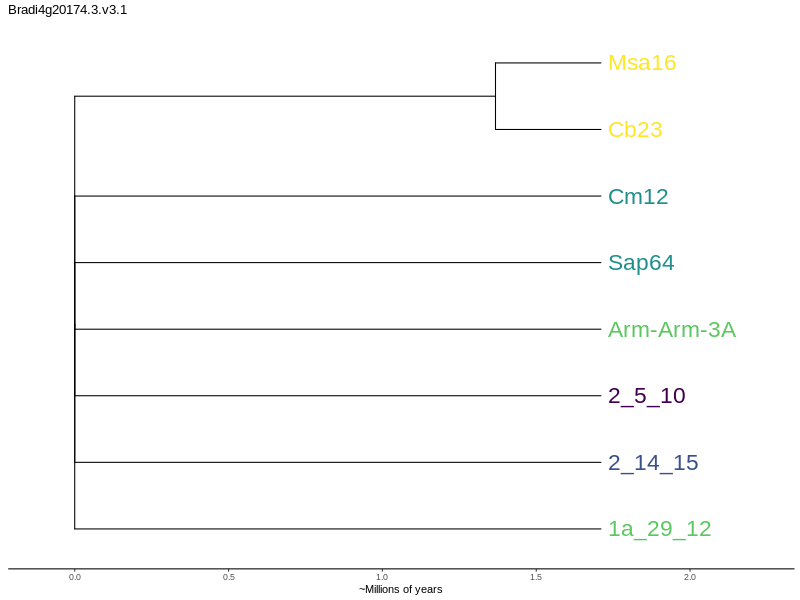 Bradi4g20174.3.v3.1
Msa16
Cb23
Cm12
Sap64
Arm-Arm-3A
2_5_10
2_14_15
1a_29_12
0.0 0.5 1.0 1.5 2.0
~Millions of years